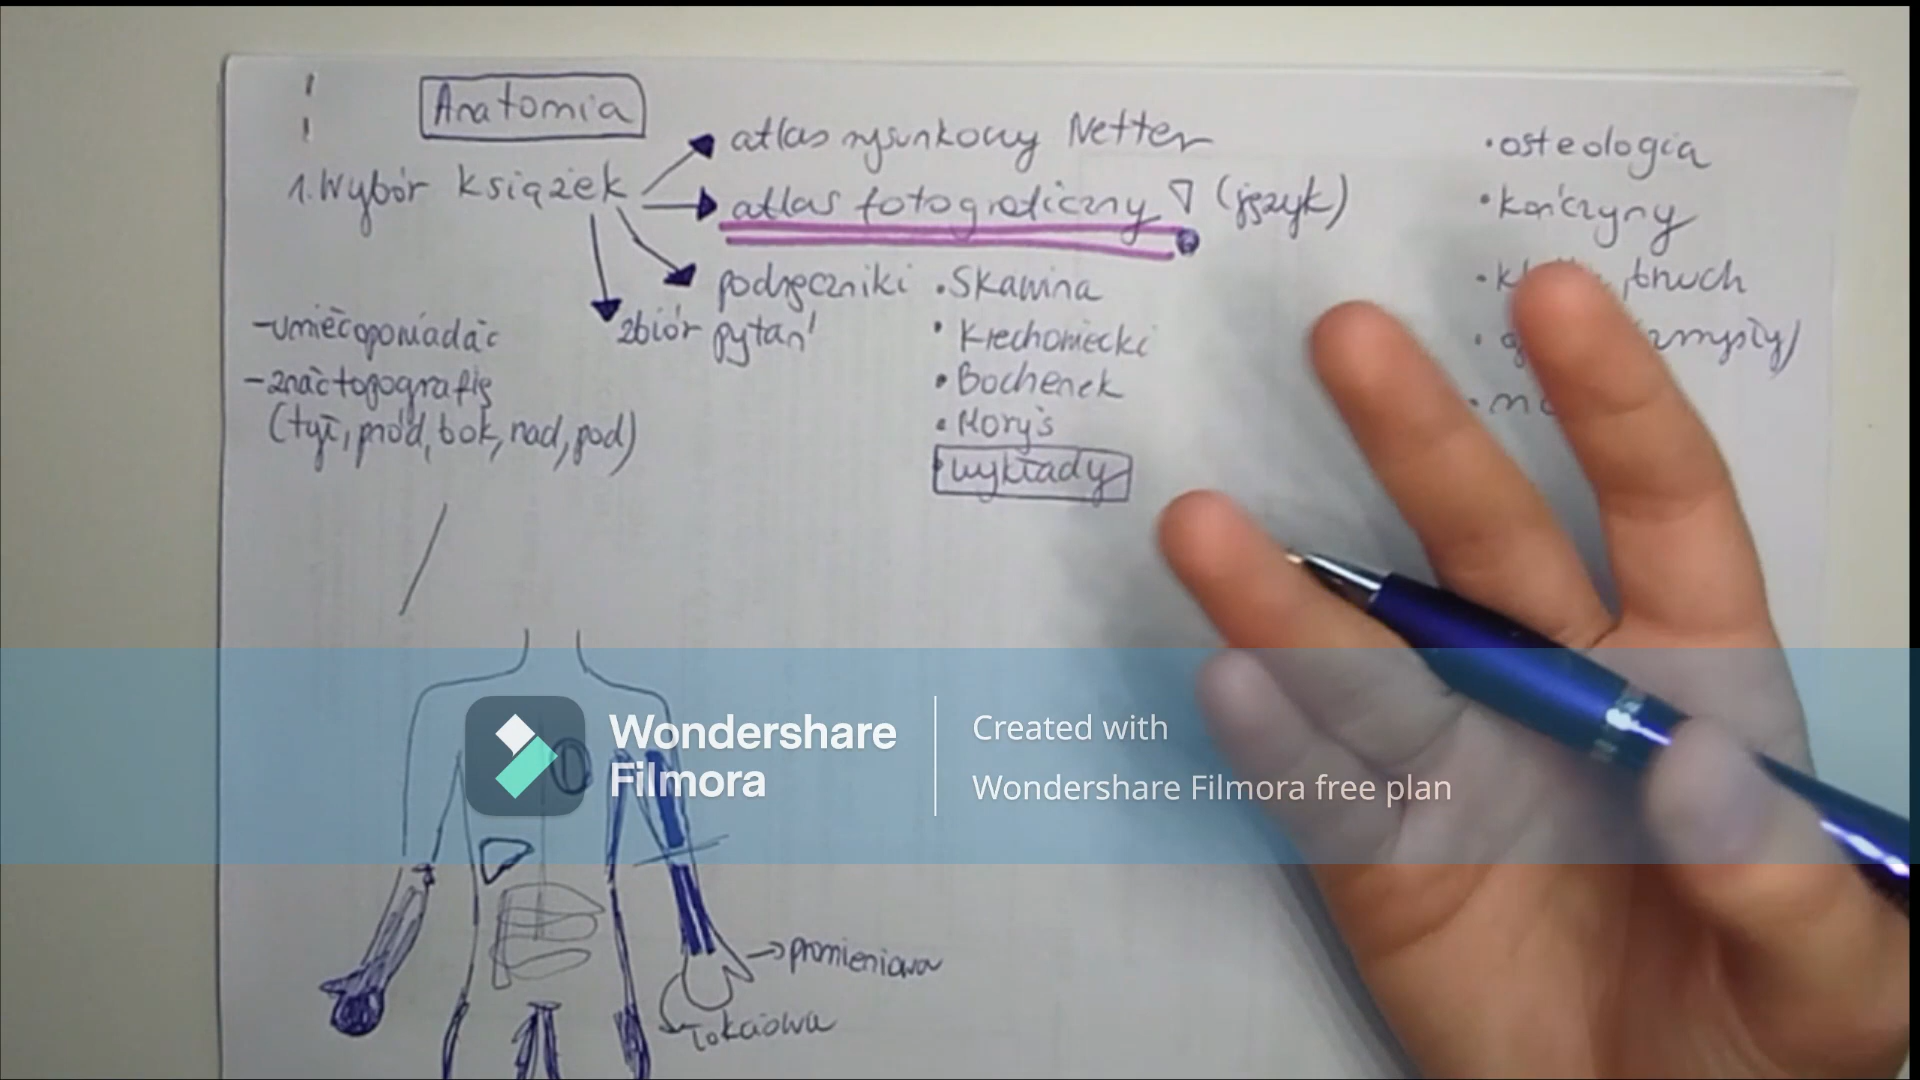 Anatomia
1. Wybór książek
atlas rysunkowy Netter
atlas fotograficzny (język)
podręczniki
• Skawina
• Krechowiecki
• Bochenek
• Moryś
• wykłady
zbiór pytań
- umieć opowiadać
- znać topografię
(tył, przód, bok, nad, pod)
• osteologia
• kończyny
brzuch
zmysły)
Wondershare
Filmora
Created with
Wondershare Filmora free plan
→ promieniowa
łokciowa